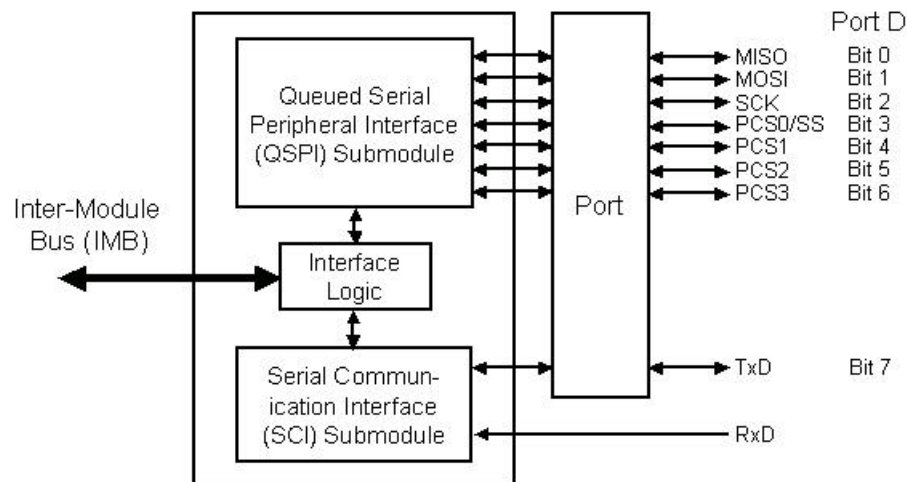 Port D
MISO Bit 0
MOSI Bit 1
SCK Bit 2
PCS0/SS Bit 3
PCS1 Bit 4
PCS2 Bit 5
PCS3 Bit 6
Queued Serial
Peripheral Interface
(QSPI) Submodule
Port
Inter-Module
Bus (IMB)
Interface
Logic
Serial Commun-
ication Interface
(SCI) Submodule
TxD Bit 7
RxD